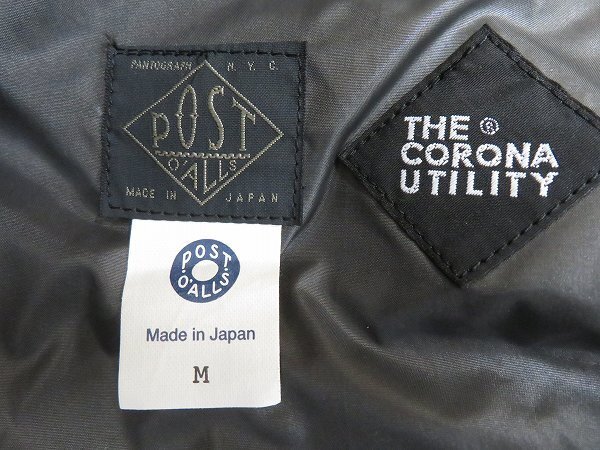 PANTOGRAPH N.Y.C.
POST
O'ALLS
MADE IN JAPAN
POST
O'ALLS
Made in Japan
M
THE ®
CORONA
UTILITY